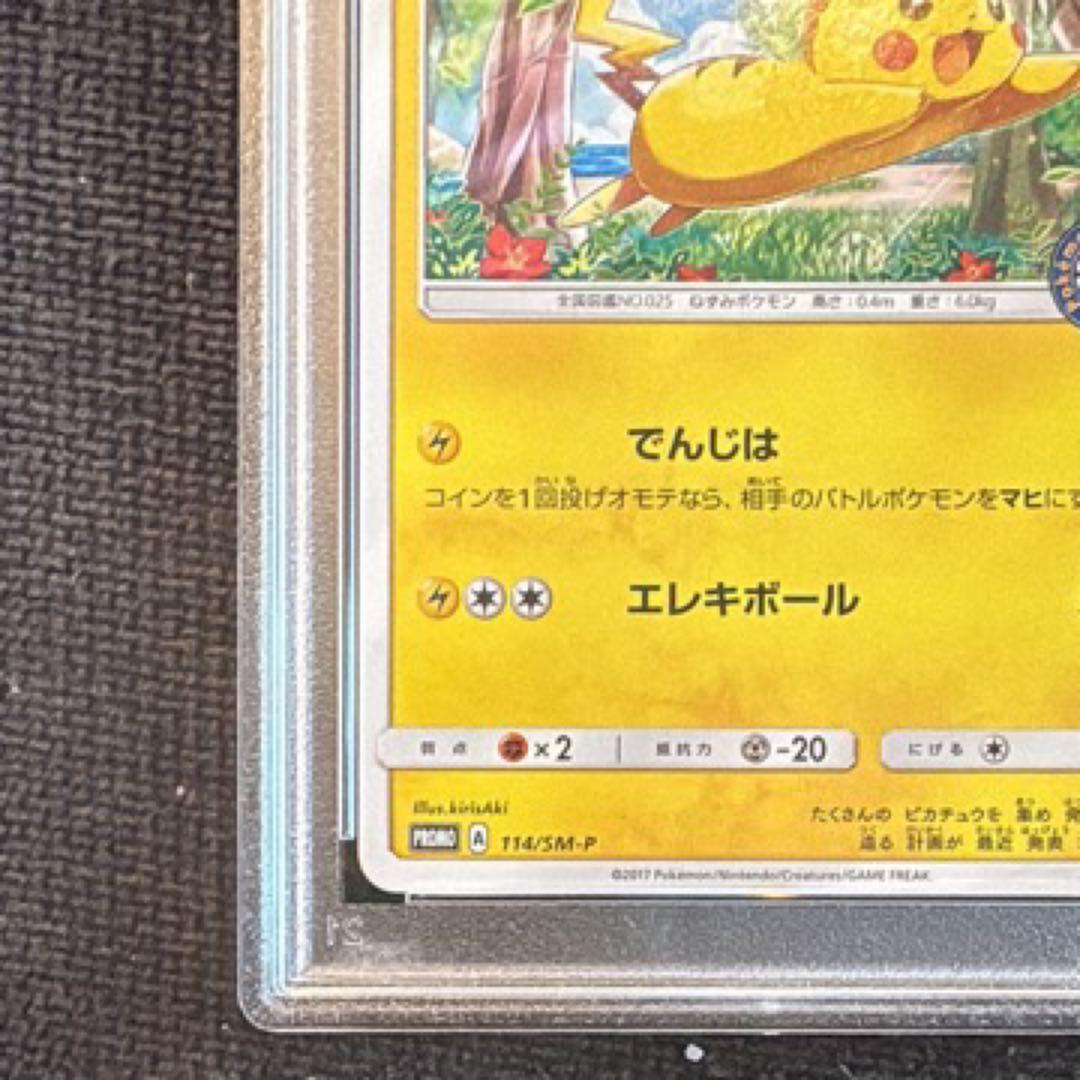 全国図鑑NO.025 ねずみポケモン 高さ:0.4m 重さ:6.0kg
でんじは
コインを1回投げオモテなら、相手のバトルポケモンをマヒにす
エレキボール
弱点 ×2 抵抗力 -20 にげる
illus.kirisAki
たくさんの ピカチュウを 集め 発
PROMO A 114/SM-P
送る 計画が 最近 発表
©2017 Pokémon/Nintendo/Creatures/GAME FREAK.